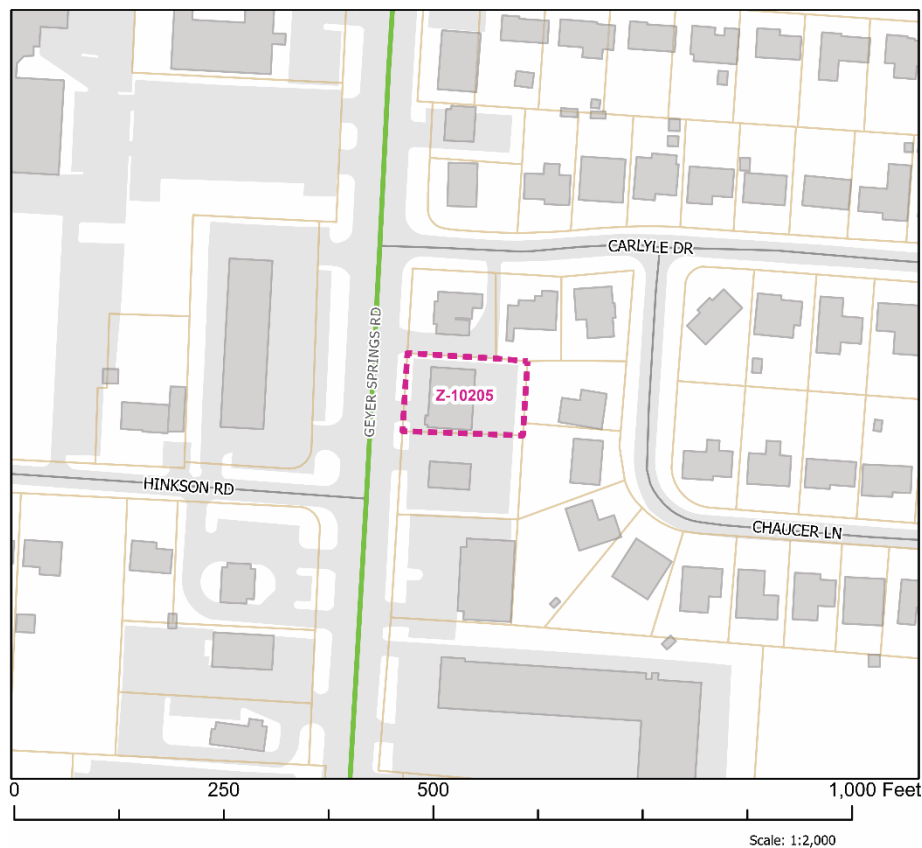 CARLYLE DR
GEYER SPRINGS RD
Z-10205
HINKSON RD
CHAUCER LN
0 250 500 1,000 Feet
Scale: 1:2,000